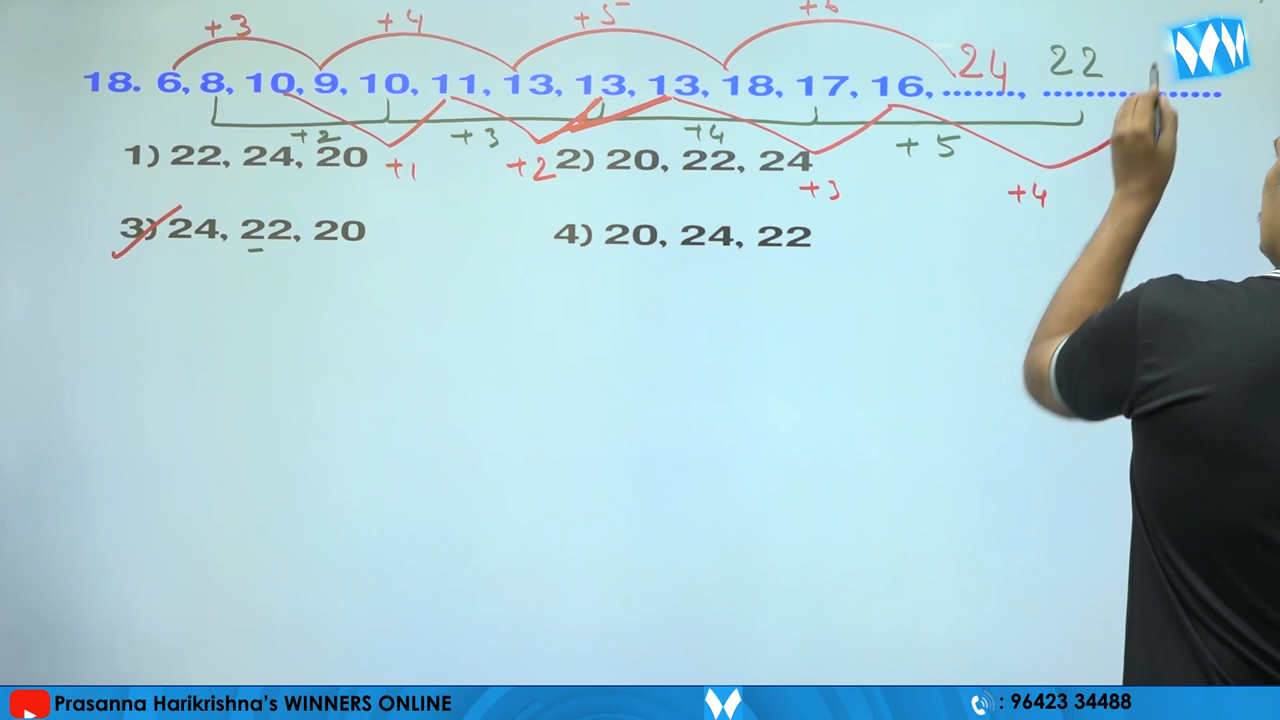 +3 +4 +5 +6
24 22
18. 6, 8, 10, 9, 10, 11, 13, 13, 13, 18, 17, 16, ........, ...................
+2 +3 +4 +5
1) 22, 24, 20 2) 20, 22, 24
+1 +2 +3 +4
3) 24, 22, 20 4) 20, 24, 22
Prasanna Harikrishna's WINNERS ONLINE : 96423 34488